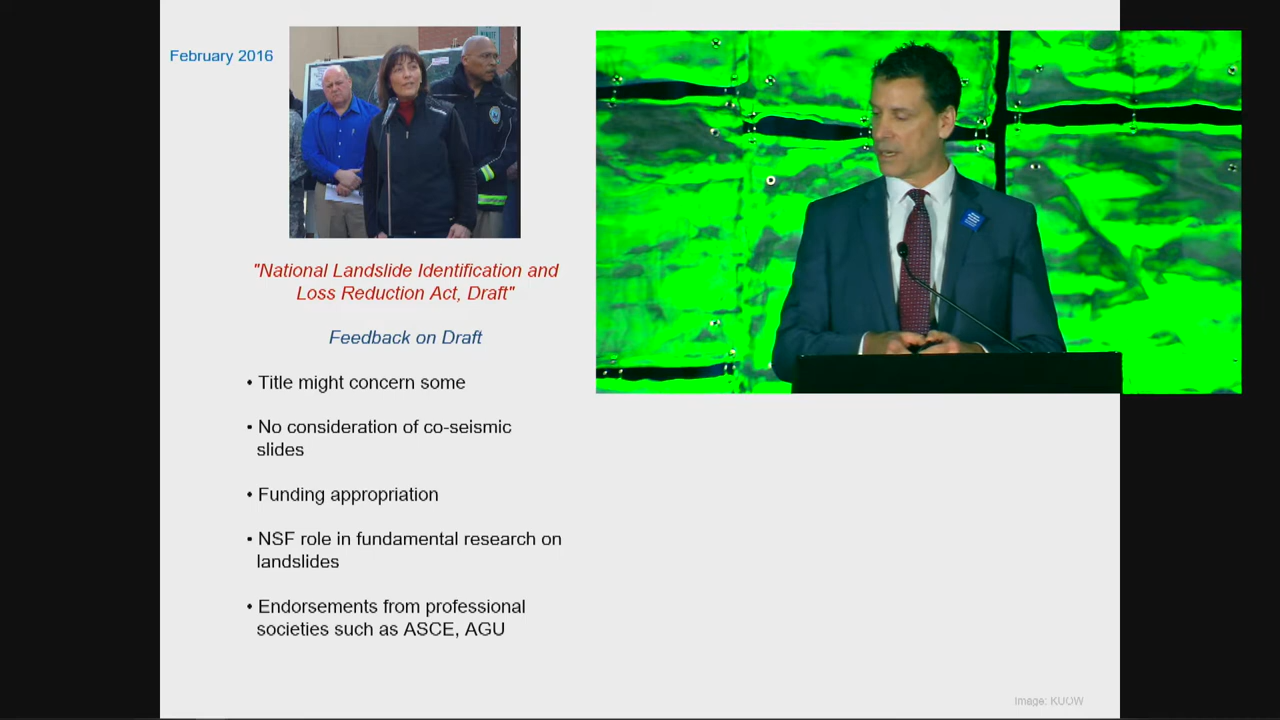 February 2016
"National Landslide Identification and
Loss Reduction Act, Draft"
Feedback on Draft
• Title might concern some
• No consideration of co-seismic
slides
• Funding appropriation
• NSF role in fundamental research on
landslides
• Endorsements from professional
societies such as ASCE, AGU
Image: KUOW